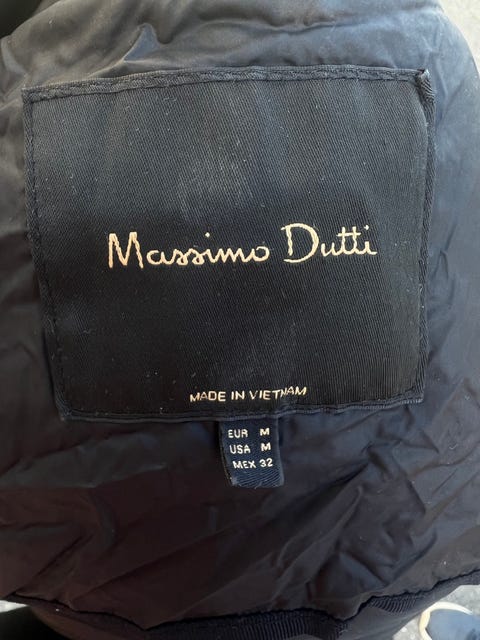 Massimo Dutti
MADE IN VIETNAM
EUR M
USA M
MEX 32